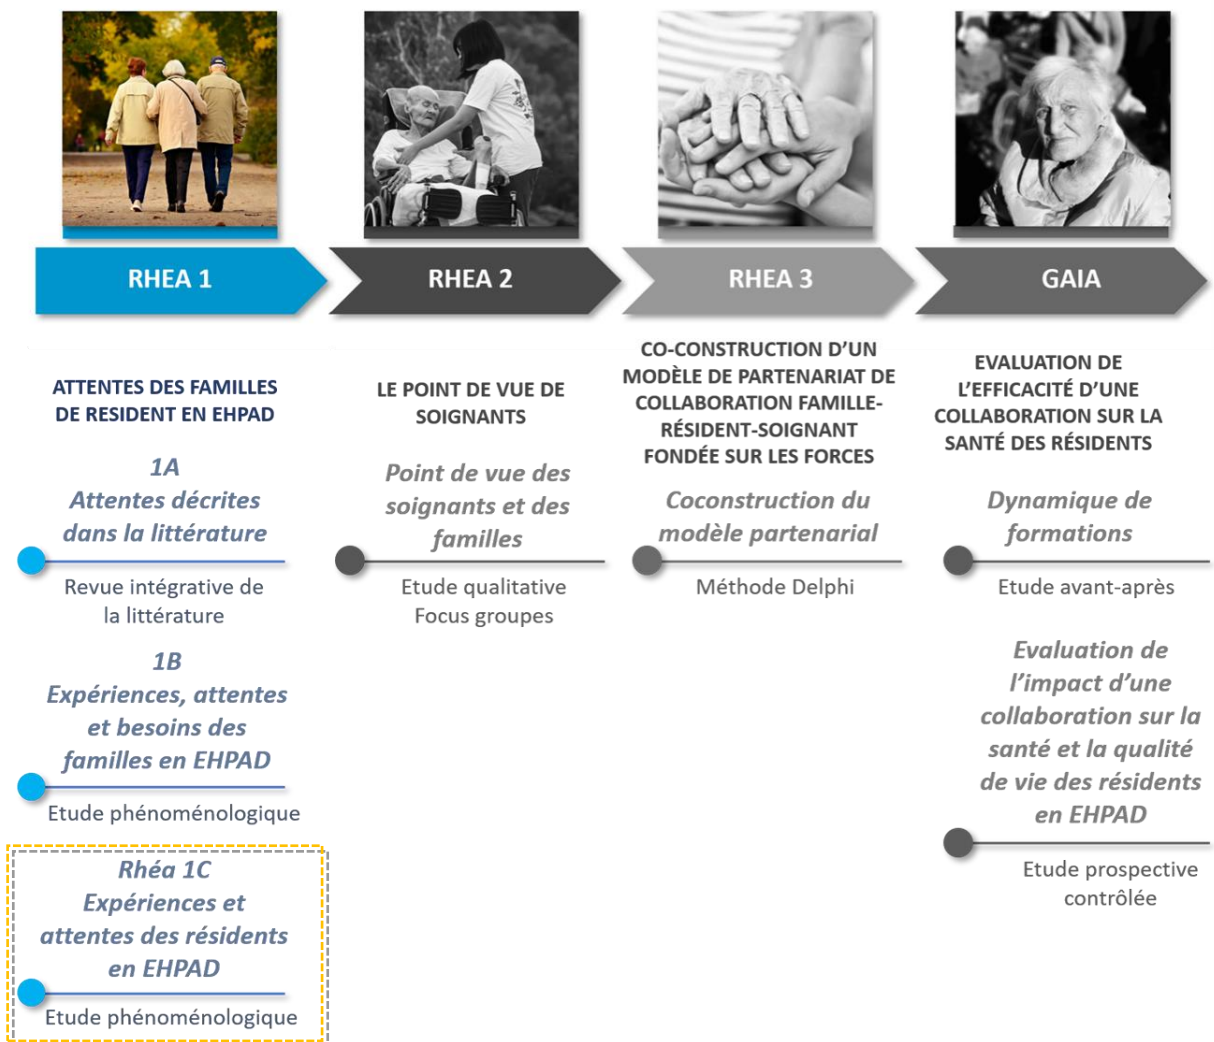 RHEA 1
RHEA 2
RHEA 3
GAIA
ATTENTES DES FAMILLES
DE RESIDENT EN EHPAD
1A
Attentes décrites
dans la littérature
Revue intégrative de
la littérature
1B
Expériences, attentes
et besoins des
familles en EHPAD
Etude phénoménologique
Rhéa 1C
Expériences et
attentes des résidents
en EHPAD
Etude phénoménologique
LE POINT DE VUE DE
SOIGNANTS
Point de vue des
soignants et des
familles
Etude qualitative
Focus groupes
CO-CONSTRUCTION D'UN
MODÈLE DE PARTENARIAT DE
COLLABORATION FAMILLE-
RÉSIDENT-SOIGNANT
FONDÉE SUR LES FORCES
Coconstruction du
modèle partenarial
Méthode Delphi
EVALUATION DE
L'EFFICACITÉ D'UNE
COLLABORATION SUR LA
SANTÉ DES RÉSIDENTS
Dynamique de
formations
Etude avant-après
Evaluation de
l'impact d'une
collaboration sur la
santé et la qualité
de vie des résidents
en EHPAD
Etude prospective
contrôlée